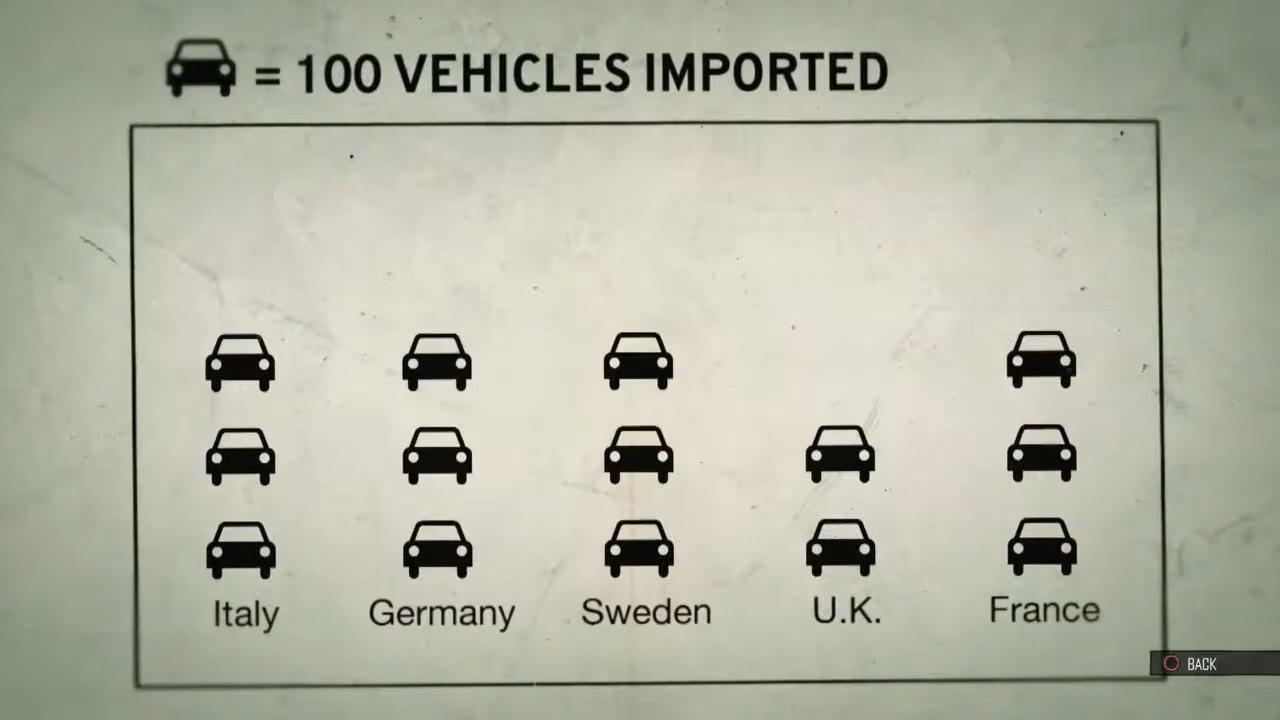 = 100 VEHICLES IMPORTED
Italy Germany Sweden U.K. France
BACK